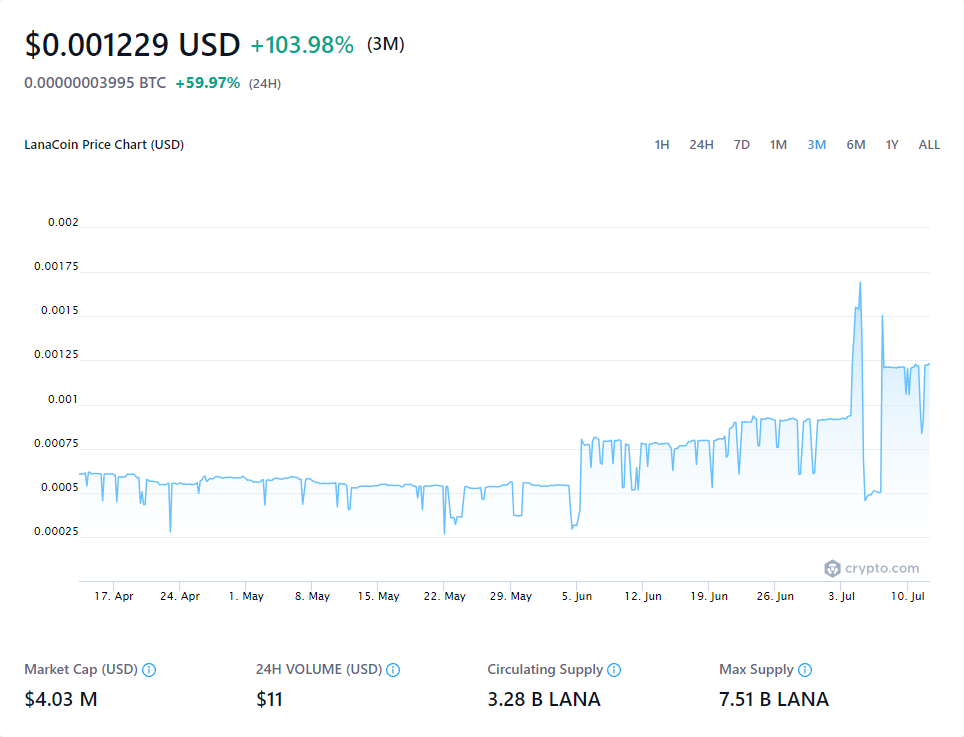 $0.001229 USD +103.98% (3M)
0.00000003995 BTC +59.97% (24H)
LanaCoin Price Chart (USD) 1H 24H 7D 1M 3M 6M 1Y ALL
0.002
0.00175
0.0015
0.00125
0.001
0.00075
0.0005
0.00025
crypto.com
17. Apr 24. Apr 1. May 8. May 15. May 22. May 29. May 5. Jun 12. Jun 19. Jun 26. Jun 3. Jul 10. Jul
Market Cap (USD) 24H VOLUME (USD) Circulating Supply Max Supply
$4.03 M $11 3.28 B LANA 7.51 B LANA